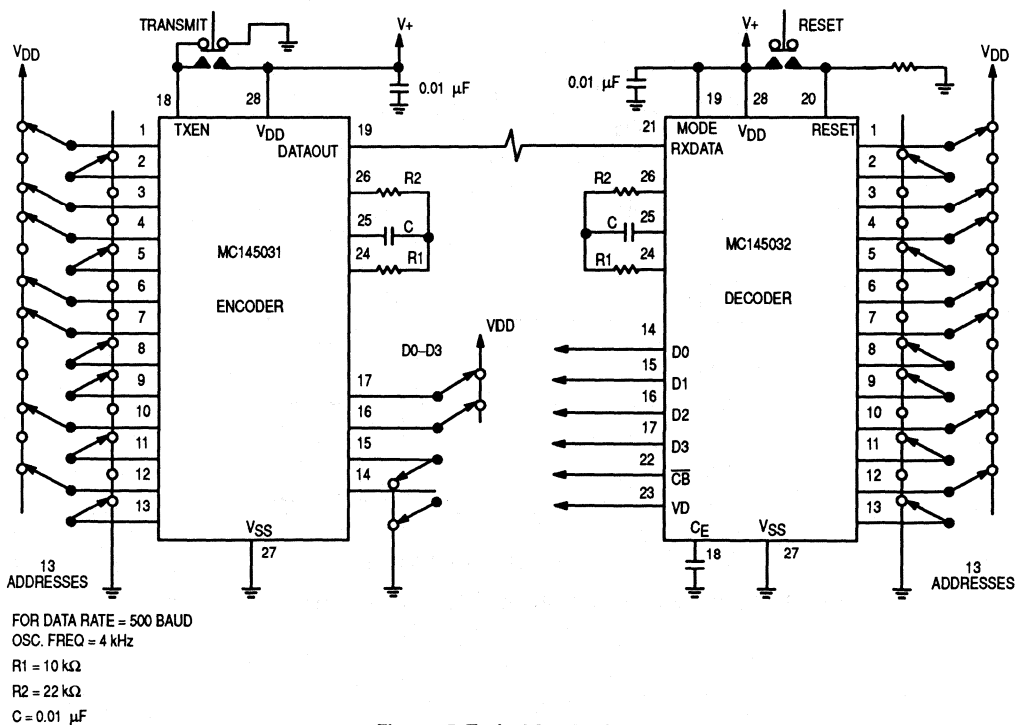 TRANSMIT
V+
V+
RESET
VDD
VDD
0.01 µF
0.01 µF
18
28
19
28
20
TXEN
VDD
DATAOUT
19
21
MODE
VDD
RESET
RXDATA
1
2
3
4
5
6
7
8
9
10
11
12
13
MC145031
ENCODER
26
R2
25
C
24
R1
D0–D3
VDD
17
16
15
14
VSS
27
R2
26
C
25
R1
24
MC145032
DECODER
14
D0
15
D1
16
D2
17
D3
22
CB
23
VD
CE
18
VSS
27
1
2
3
4
5
6
7
8
9
10
11
12
13
13
ADDRESSES
13
ADDRESSES
FOR DATA RATE = 500 BAUD
OSC. FREQ = 4 kHz
R1 = 10 kΩ
R2 = 22 kΩ
C = 0.01 µF